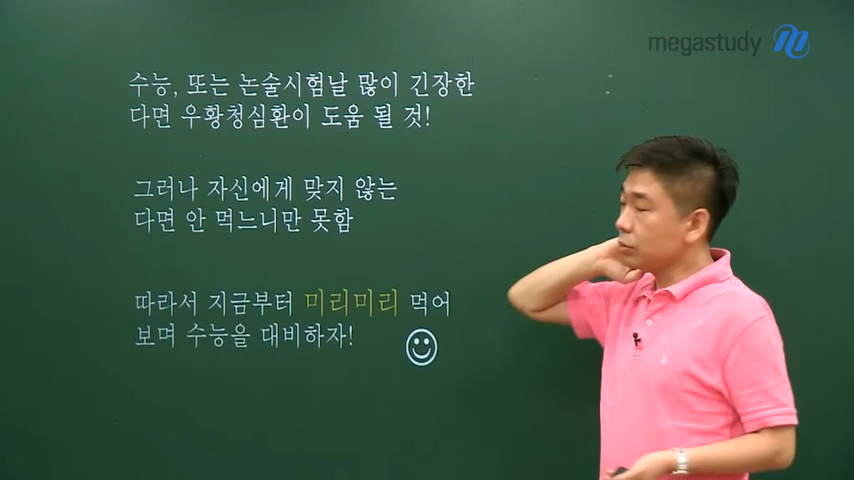 megastudy
수능, 또는 논술시험날 많이 긴장한
다면 우황청심환이 도움 될 것!
그러나 자신에게 맞지 않는
다면 안 먹느니만 못함
따라서 지금부터 미리미리 먹어
보며 수능을 대비하자!